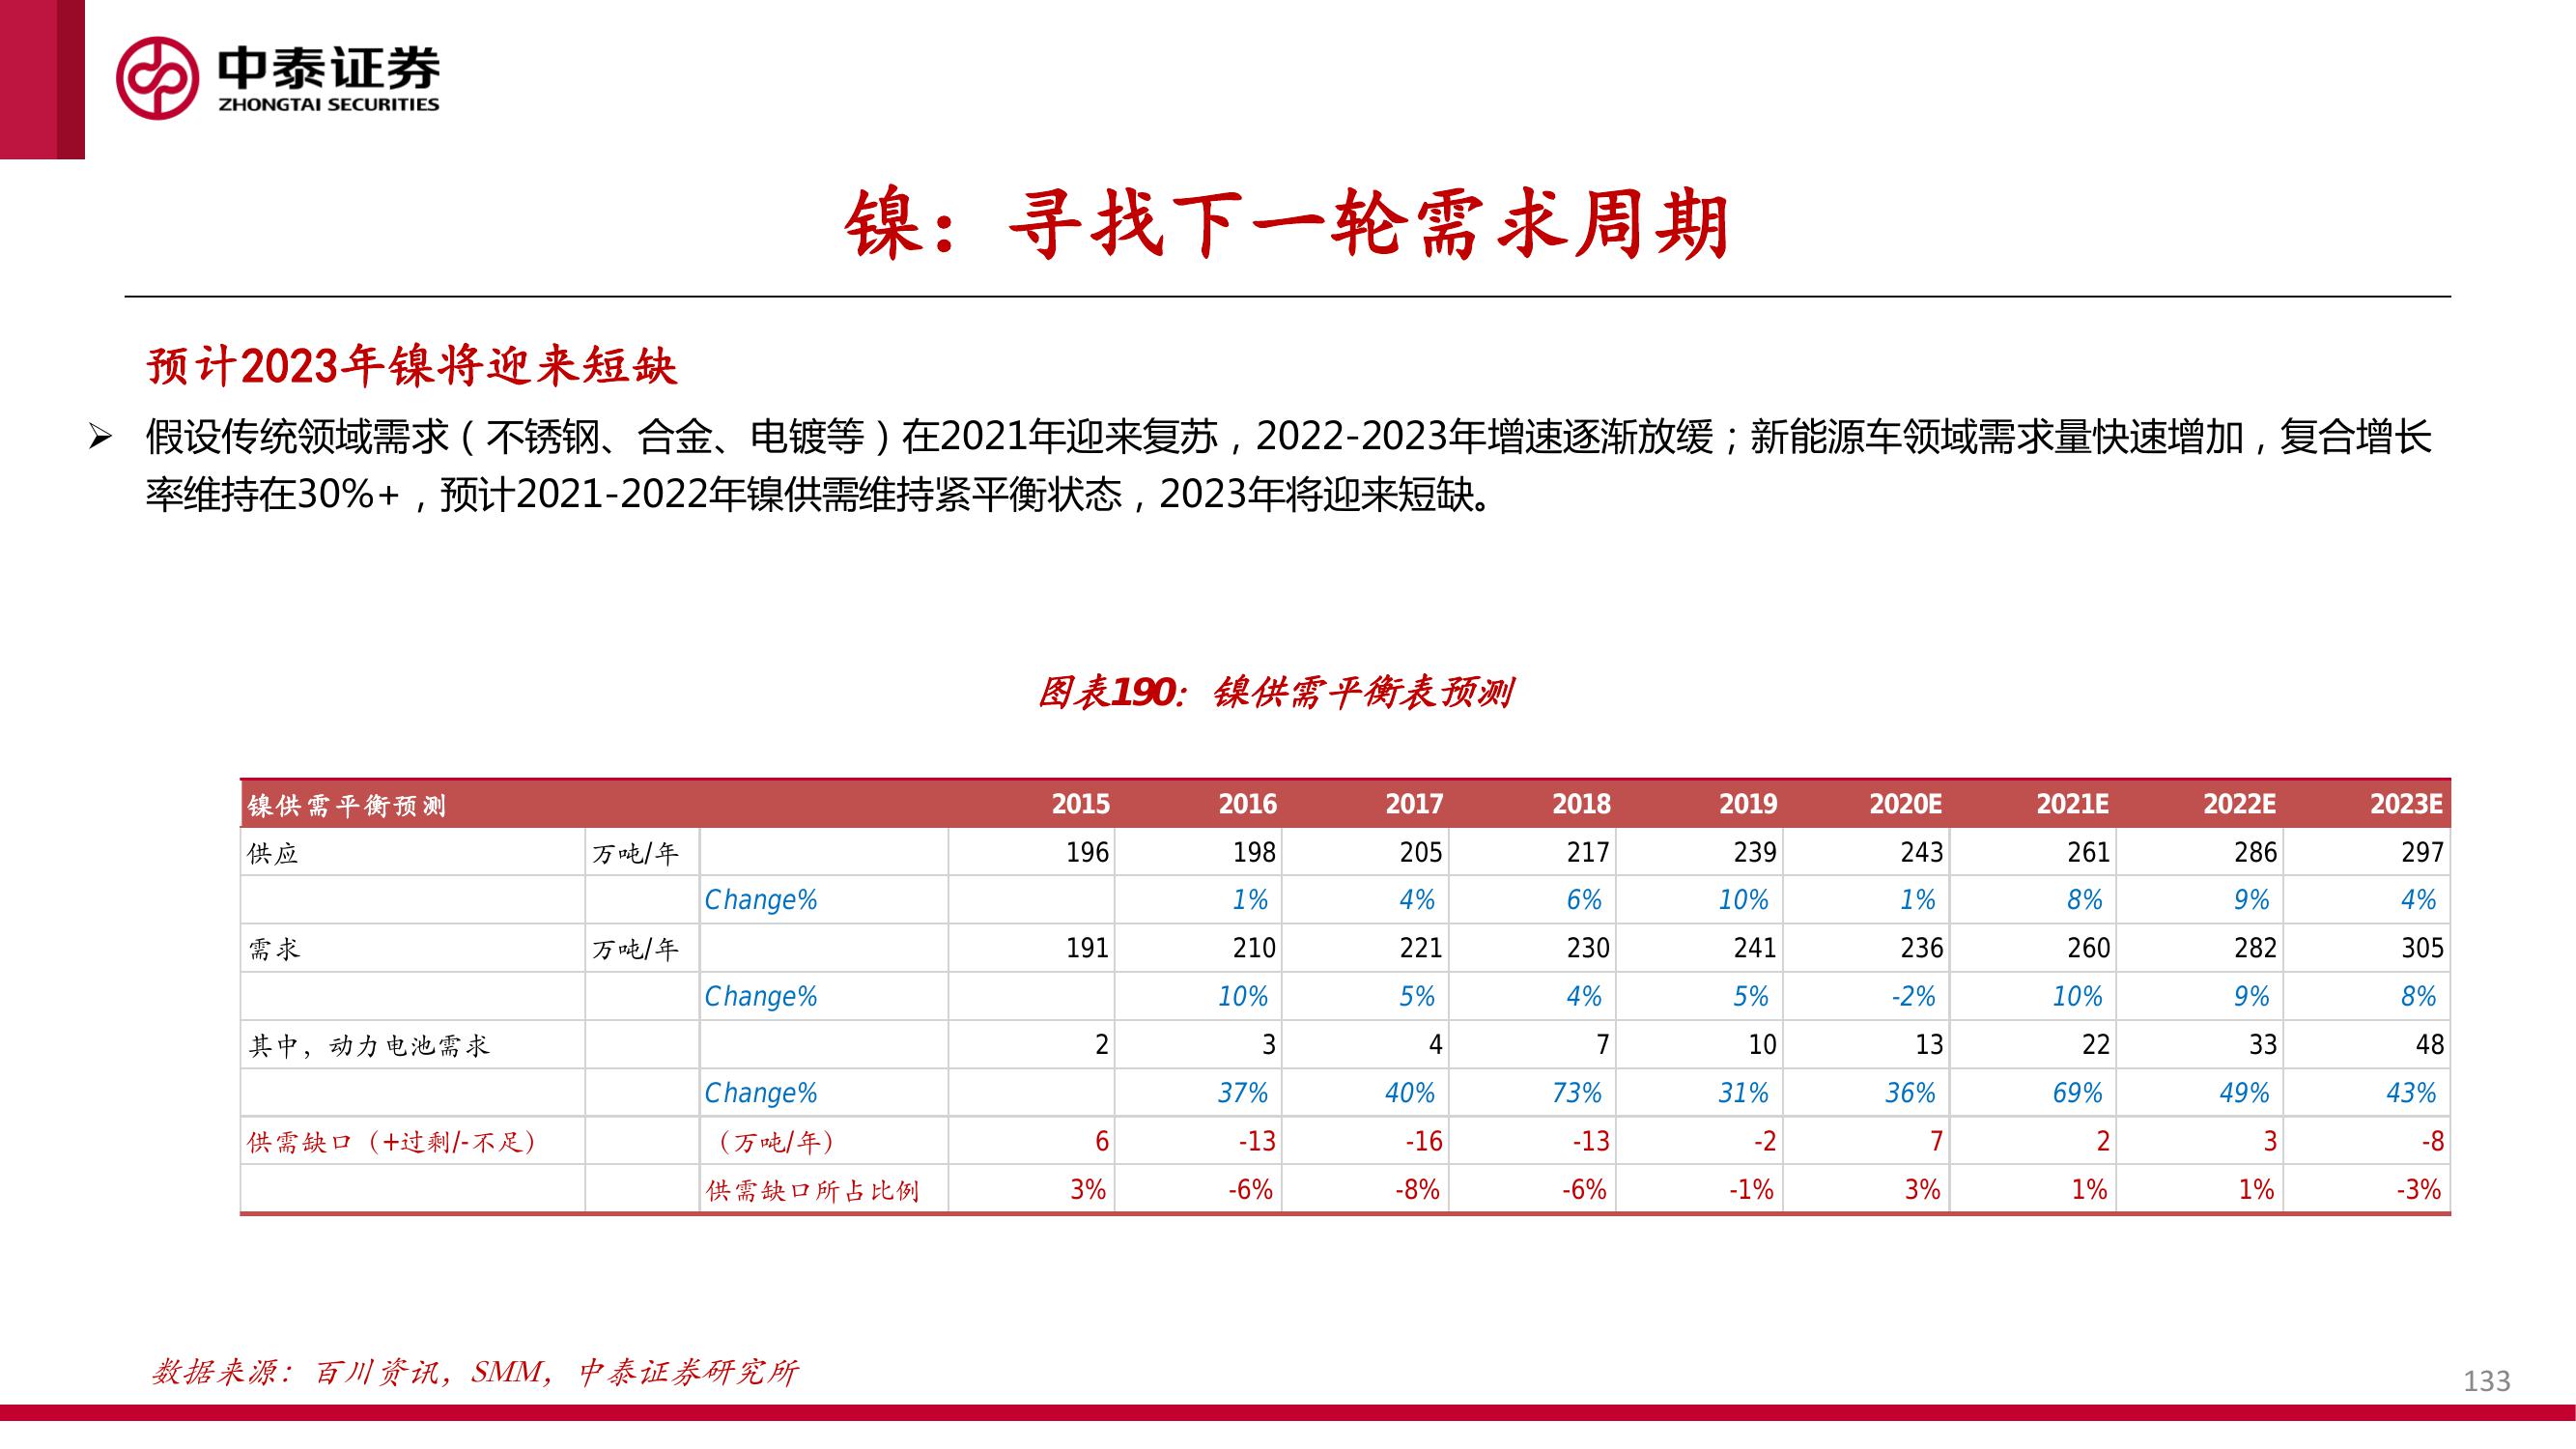 中泰证券
ZHONGTAI SECURITIES
镍：寻找下一轮需求周期
预计2023年镍将迎来短缺
➢ 假设传统领域需求（不锈钢、合金、电镀等）在2021年迎来复苏，2022-2023年增速逐渐放缓；新能源车领域需求量快速增加，复合增长
率维持在30%+，预计2021-2022年镍供需维持紧平衡状态，2023年将迎来短缺。
图表190：镍供需平衡表预测
镍供需平衡预测 2015 2016 2017 2018 2019 2020E 2021E 2022E 2023E
供应 万吨/年 196 198 205 217 239 243 261 286 297
Change% 1% 4% 6% 10% 1% 8% 9% 4%
需求 万吨/年 191 210 221 230 241 236 260 282 305
Change% 10% 5% 4% 5% -2% 10% 9% 8%
其中，动力电池需求 2 3 4 7 10 13 22 33 48
Change% 37% 40% 73% 31% 36% 69% 49% 43%
供需缺口（+过剩/-不足） （万吨/年） 6 -13 -16 -13 -2 7 2 3 -8
供需缺口所占比例 3% -6% -8% -6% -1% 3% 1% 1% -3%
数据来源：百川资讯，SMM，中泰证券研究所
133